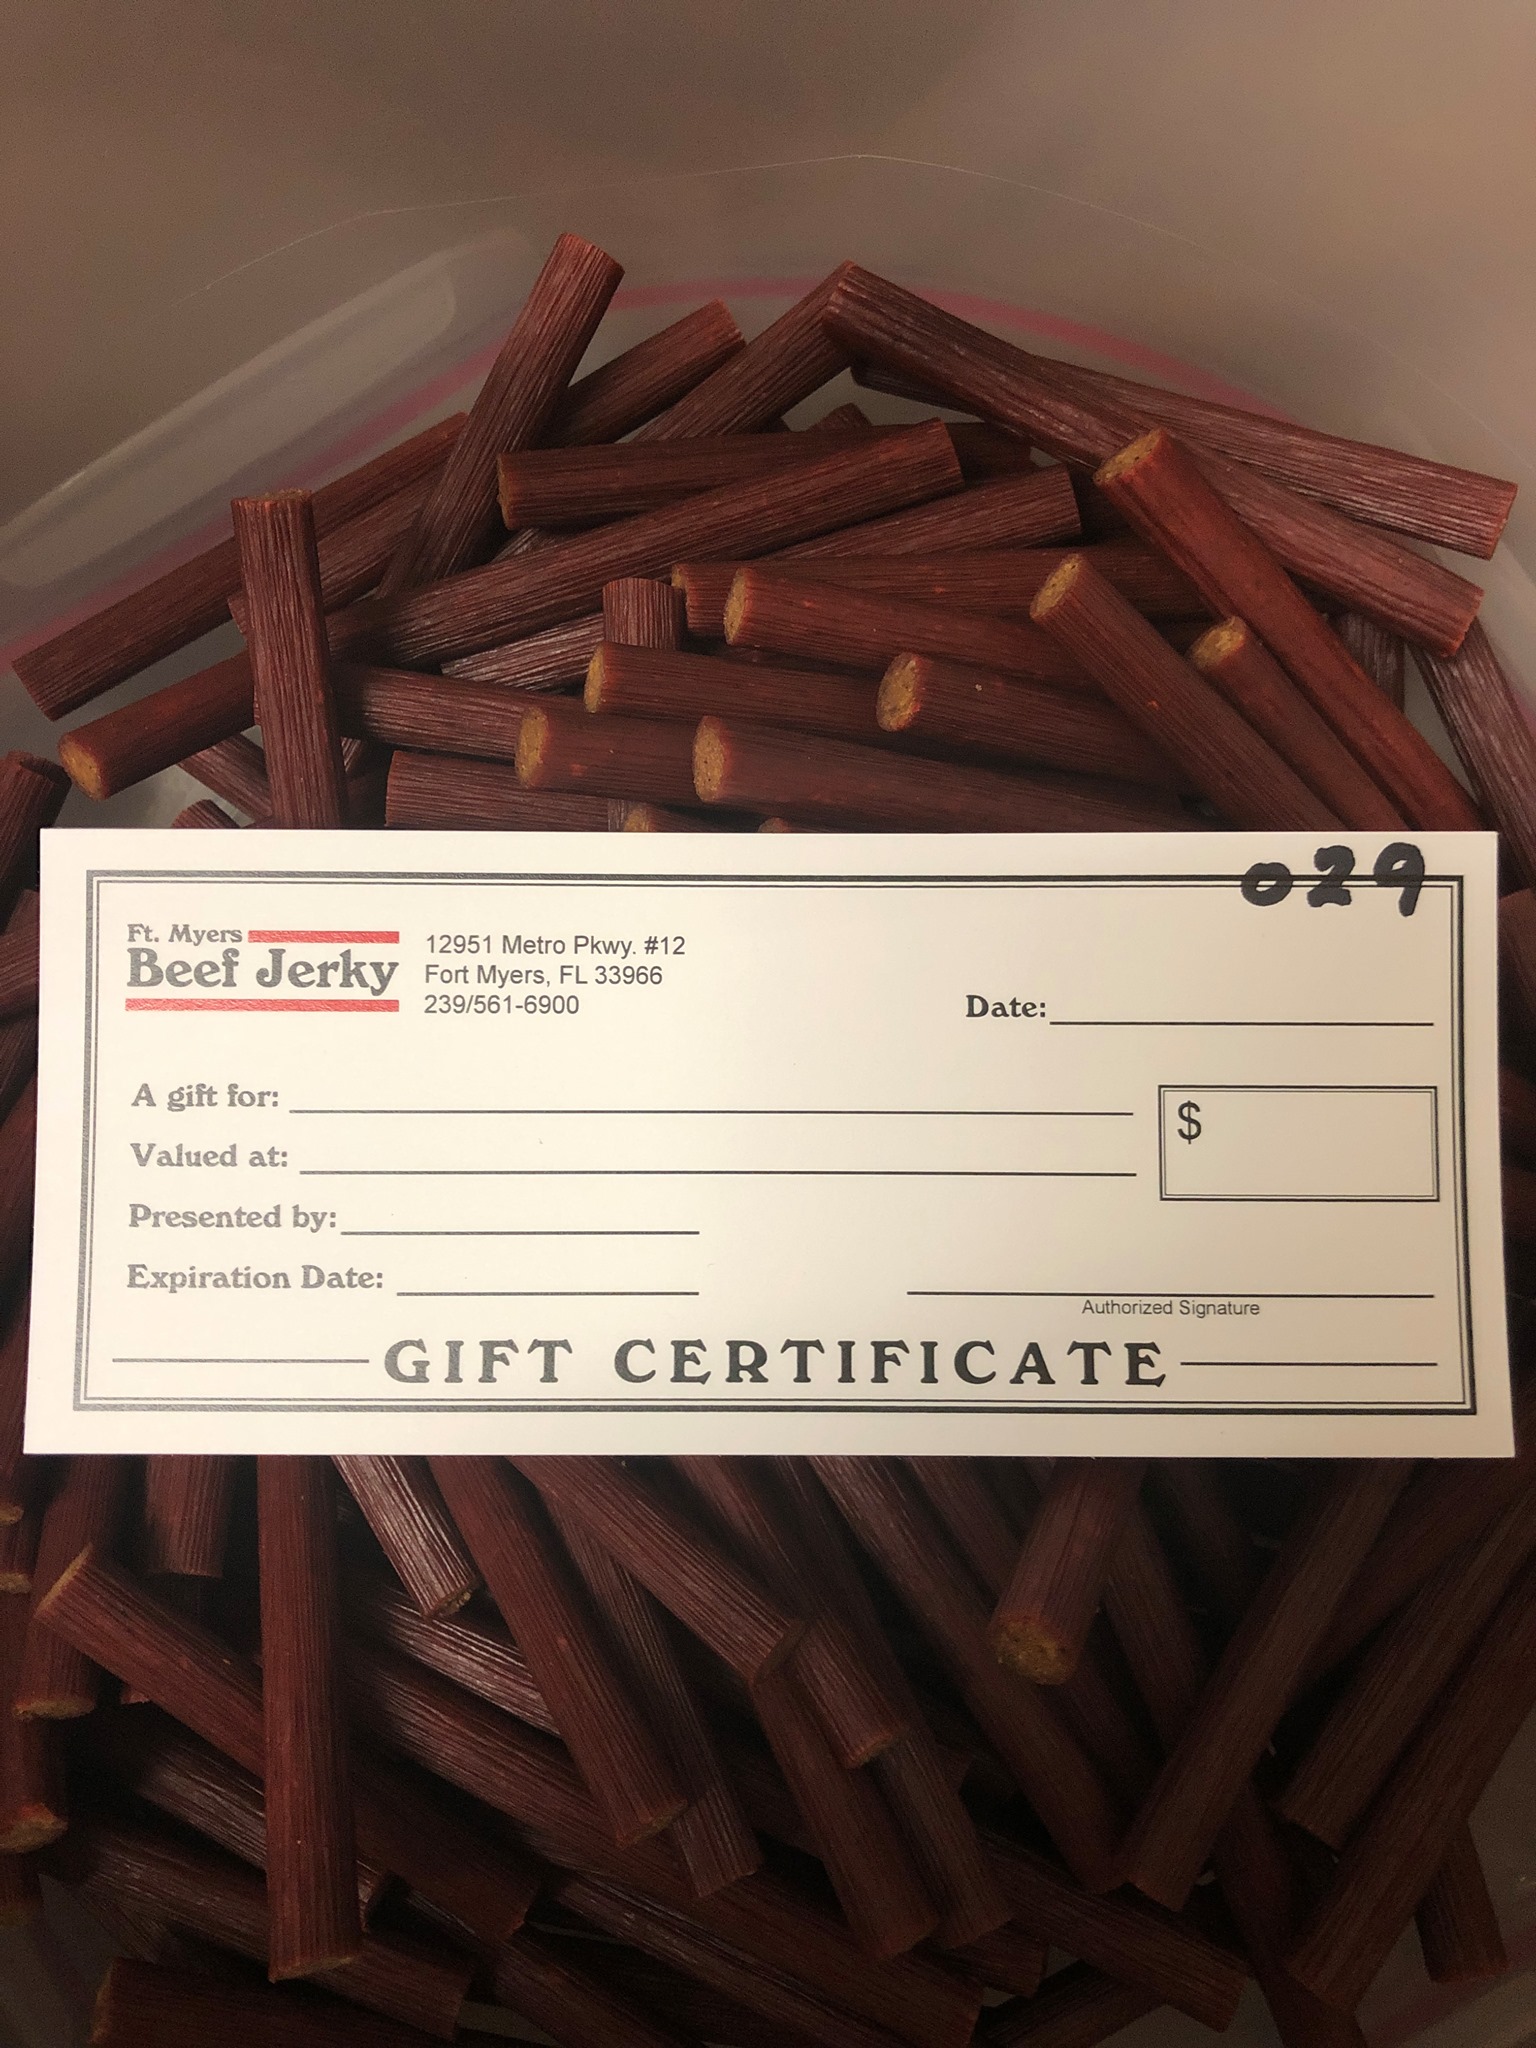 029
Ft. Myers
Beef Jerky
12951 Metro Pkwy. #12
Fort Myers, FL 33966
239/561-6900
Date:
A gift for:
$
Valued at:
Presented by:
Expiration Date:
Authorized Signature
GIFT CERTIFICATE